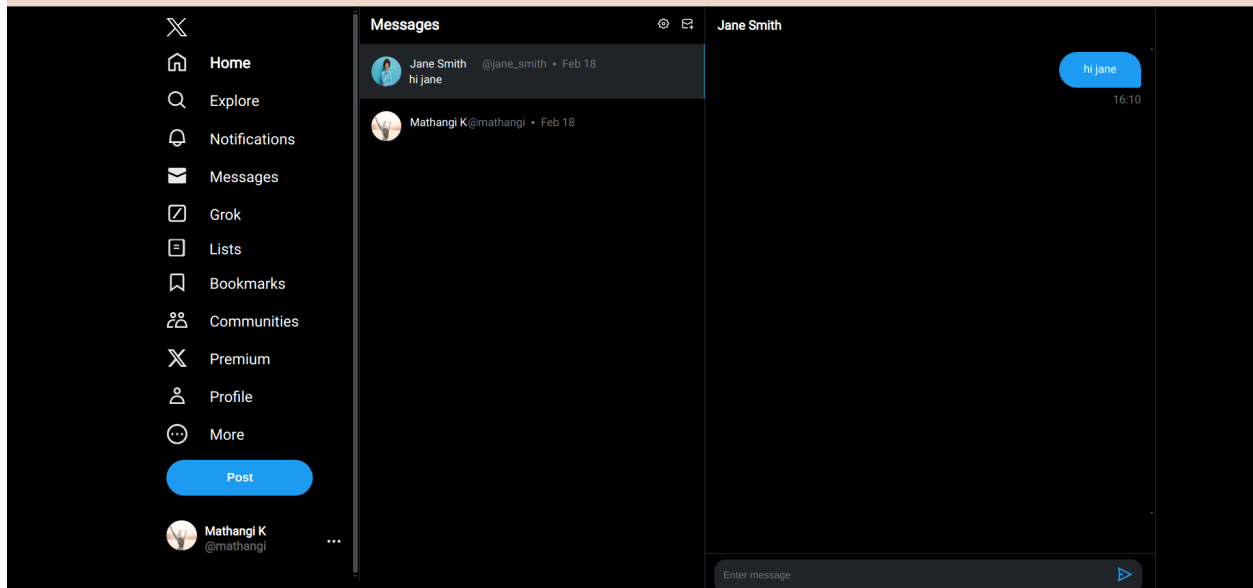 Home
Explore
Notifications
Messages
Grok
Lists
Bookmarks
Communities
Premium
Profile
More
Post
Mathangi K
@mathangi
Messages
Jane Smith @jane_smith • Feb 18
hi jane
Mathangi K@mathangi • Feb 18
Jane Smith
hi jane
16:10
Enter message